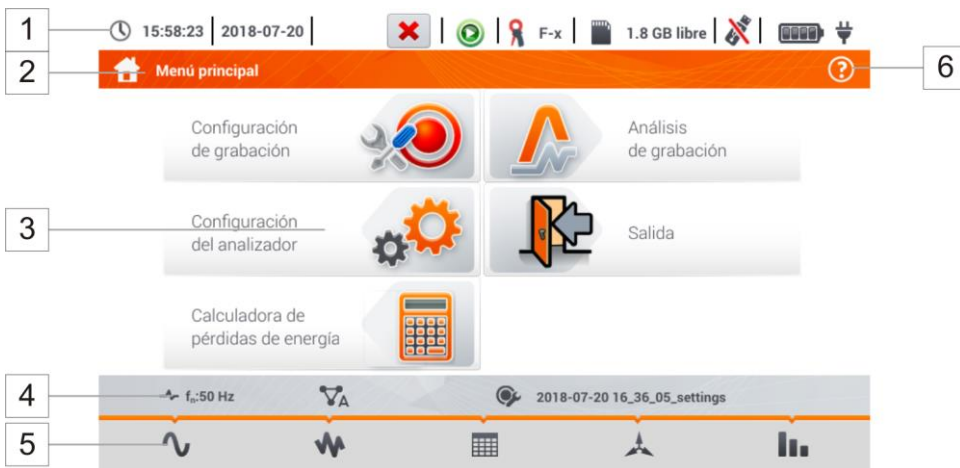 1
15:58:23 2018-07-20 F-x 1.8 GB libre
2
Menú principal
?
6
Configuración
de grabación
Análisis
de grabación
3
Configuración
del analizador
Salida
Calculadora de
pérdidas de energía
4
fn:50 Hz
A
2018-07-20 16_36_05_settings
5